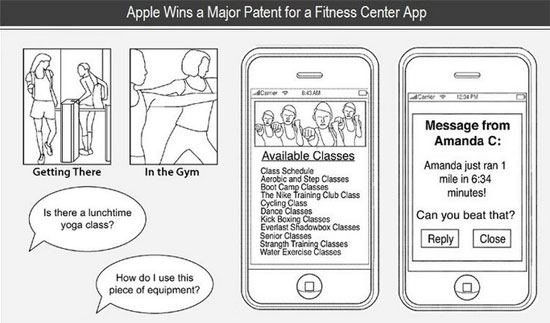 Apple Wins a Major Patent for a Fitness Center App
Getting There
In the Gym
Is there a lunchtime
yoga class?
How do I use this
piece of equipment?
Carrier
8:43 AM
Available Classes
Class Schedule
Aerobic and Step Classes
Boot Camp Classes
The Nike Training Club Class
Cycling Class
Dance Classes
Kick Boxing Classes
Everlast Shadowbox Classes
Senior Classes
Strangth Training Classes
Water Exercise Classes
Carrier
12:34 PM
Message from
Amanda C:
Amanda just ran 1
mile in 6:34
minutes!
Can you beat that?
Reply
Close